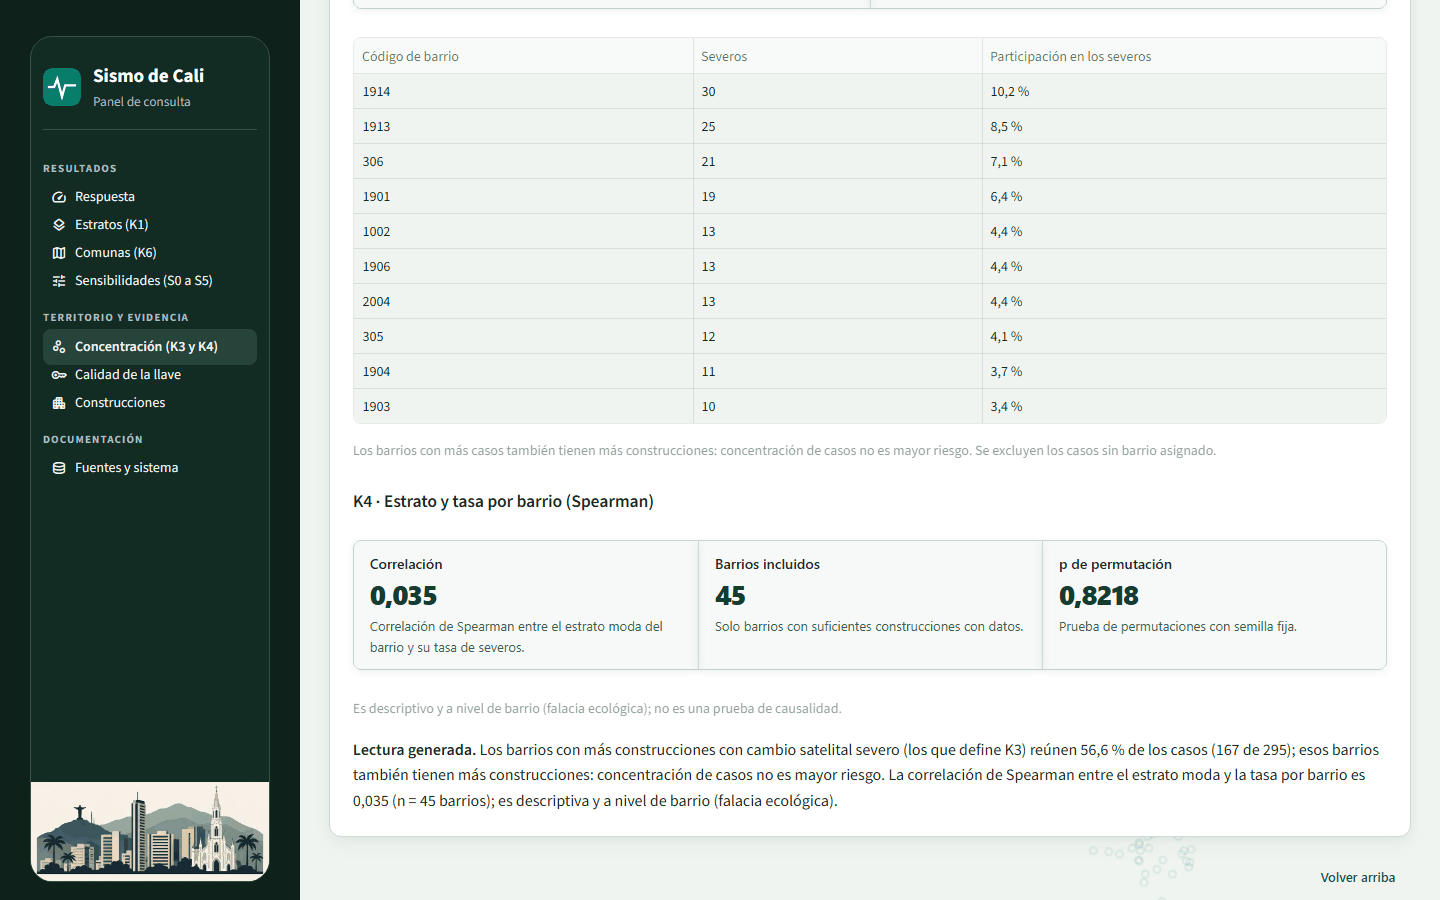 Sismo de Cali
Panel de consulta
RESULTADOS
Respuesta
Estratos (K1)
Comunas (K6)
Sensibilidades (S0 a S5)
TERRITORIO Y EVIDENCIA
Concentración (K3 y K4)
Calidad de la llave
Construcciones
DOCUMENTACIÓN
Fuentes y sistema
Código de barrio Severos Participación en los severos
1914 30 10,2 %
1913 25 8,5 %
306 21 7,1 %
1901 19 6,4 %
1002 13 4,4 %
1906 13 4,4 %
2004 13 4,4 %
305 12 4,1 %
1904 11 3,7 %
1903 10 3,4 %
Los barrios con más casos también tienen más construcciones: concentración de casos no es mayor riesgo. Se excluyen los casos sin barrio asignado.
K4 · Estrato y tasa por barrio (Spearman)
Correlación
0,035
Correlación de Spearman entre el estrato moda del
barrio y su tasa de severos.
Barrios incluidos
45
Solo barrios con suficientes construcciones con datos.
p de permutación
0,8218
Prueba de permutaciones con semilla fija.
Es descriptivo y a nivel de barrio (falacia ecológica); no es una prueba de causalidad.
Lectura generada. Los barrios con más construcciones con cambio satelital severo (los que define K3) reúnen 56,6 % de los casos (167 de 295); esos barrios
también tienen más construcciones: concentración de casos no es mayor riesgo. La correlación de Spearman entre el estrato moda y la tasa por barrio es
0,035 (n = 45 barrios); es descriptiva y a nivel de barrio (falacia ecológica).
Volver arriba